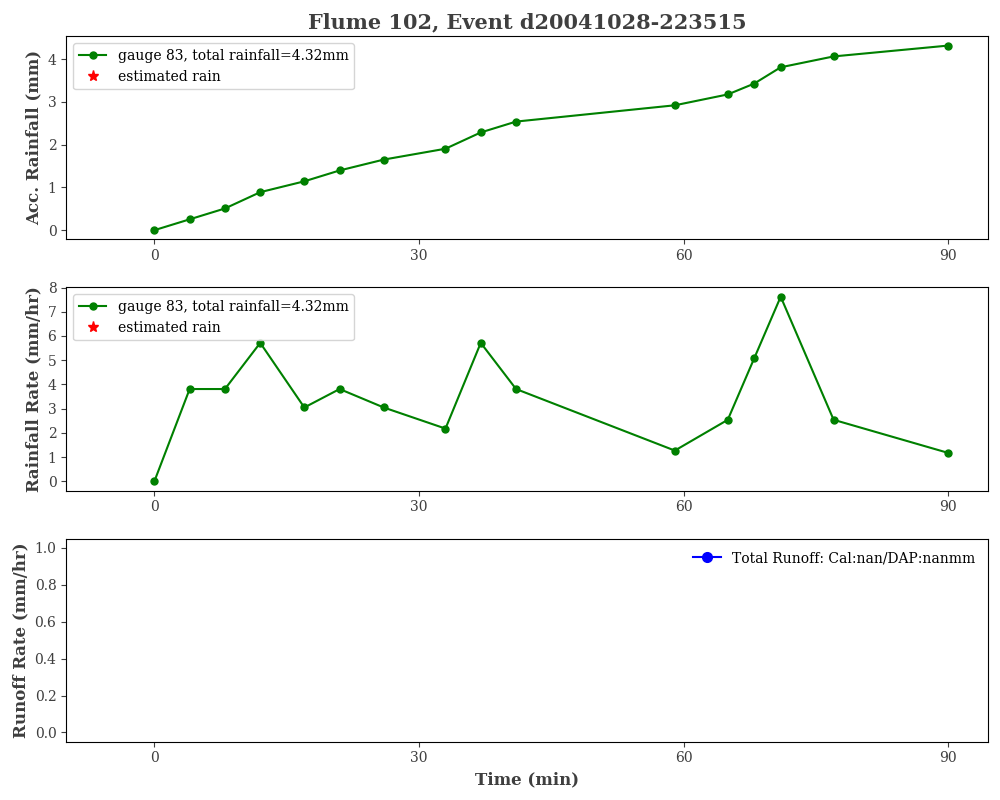 Flume 102, Event d20041028-223515
Acc. Rainfall (mm)
4
3
2
1
0
gauge 83, total rainfall=4.32mm
estimated rain
0 30 60 90
Rainfall Rate (mm/hr)
8
7
6
5
4
3
2
1
0
gauge 83, total rainfall=4.32mm
estimated rain
0 30 60 90
Runoff Rate (mm/hr)
1.0
0.8
0.6
0.4
0.2
0.0
Total Runoff: Cal:nan/DAP:nanmm
0 30 60 90
Time (min)